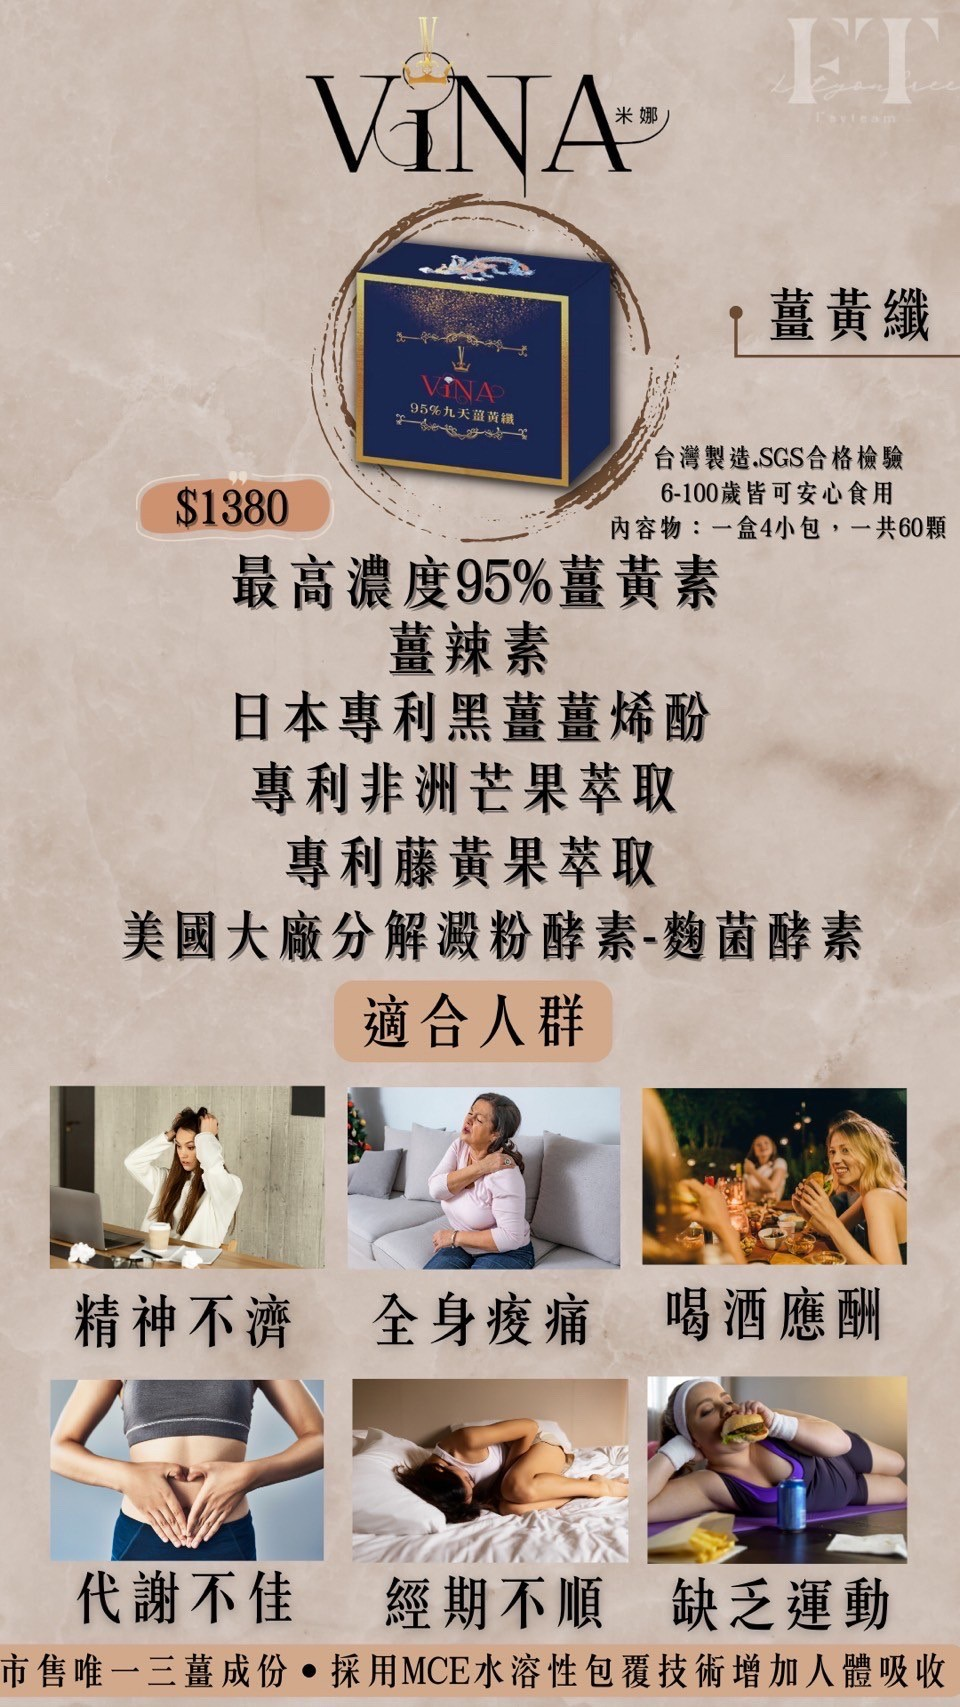 ViNA
米娜
FT
Layteam
薑黃纖
ViNA
95%九天薑黃纖
台灣製造.SGS合格檢驗
6-100歲皆可安心食用
內容物：一盒4小包，一共60顆
$1380
最高濃度95%薑黃素
薑辣素
日本專利黑薑薑烯酚
專利非洲芒果萃取
專利藤黃果萃取
美國大廠分解澱粉酵素-麴菌酵素
適合人群
精神不濟
全身痠痛
喝酒應酬
代謝不佳
經期不順
缺乏運動
市售唯一三薑成份•採用MCE水溶性包覆技術增加人體吸收